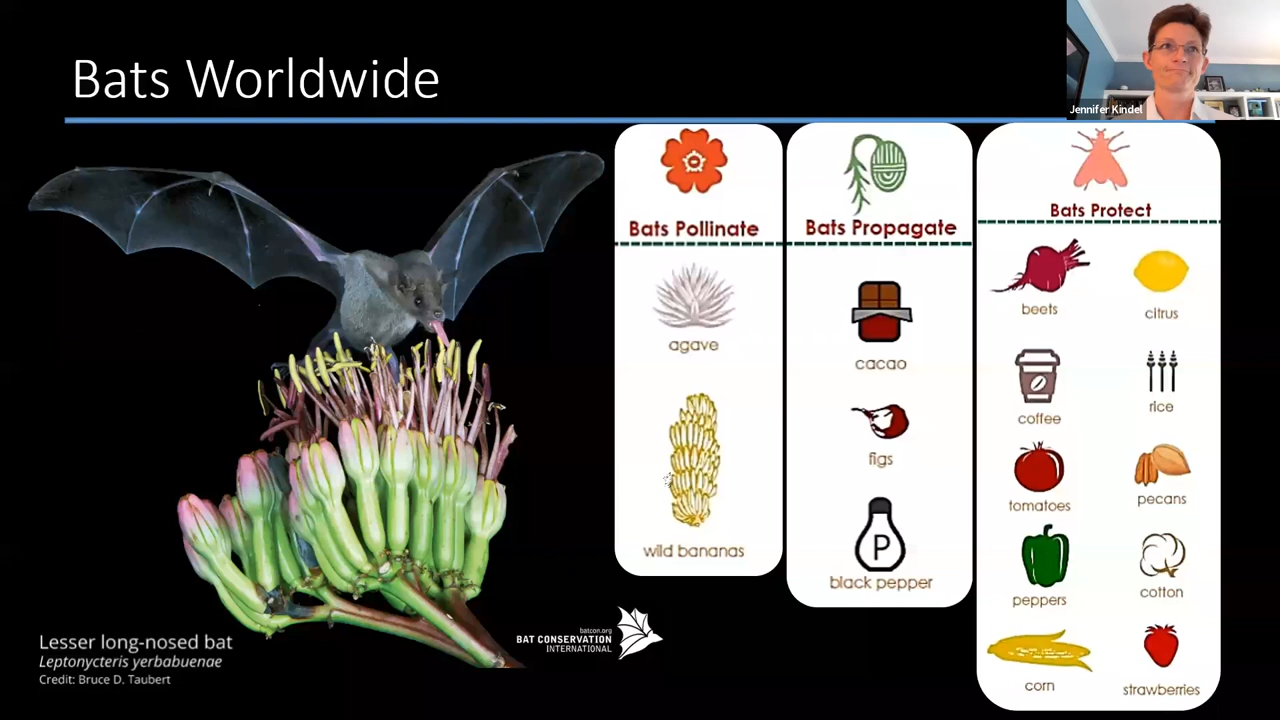 Bats Worldwide
Jennifer Kindel
Bats Pollinate
agave
wild bananas
Bats Propagate
cacao
figs
P
black pepper
Bats Protect
beets
citrus
coffee
rice
tomatoes
pecans
peppers
cotton
corn
strawberries
Lesser long-nosed bat
Leptonycteris yerbabuenae
Credit: Bruce D. Taubert
batcon.org
BAT CONSERVATION
INTERNATIONAL